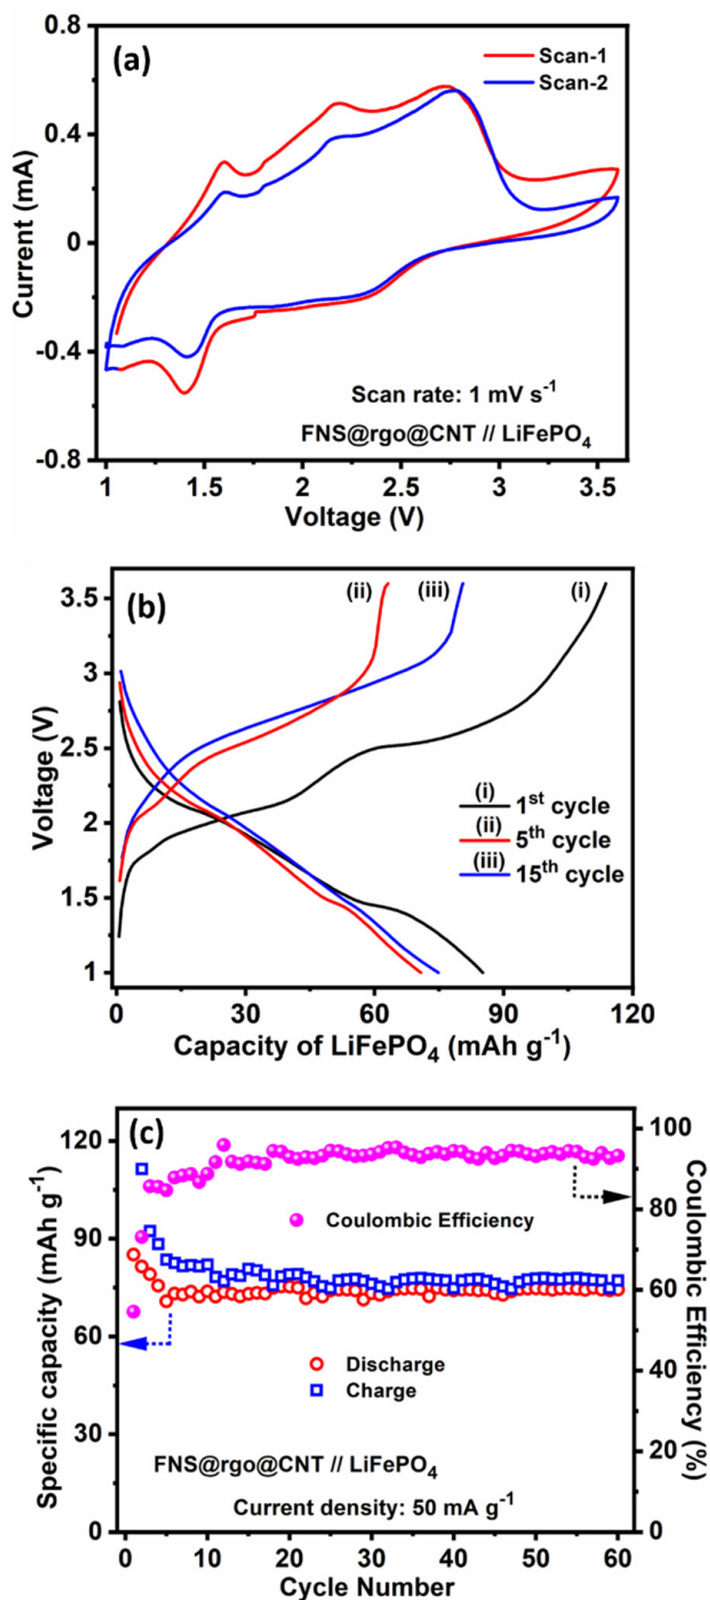 (a)
Scan-1
Scan-2
0.8
0.4
0
-0.4
-0.8
Current (mA)
Scan rate: 1 mV s⁻¹
FNS@rgo@CNT // LiFePO₄
1 1.5 2 2.5 3 3.5
Voltage (V)
(b)
(ii) (iii) (i)
3.5
3
2.5
2
1.5
1
Voltage (V)
(i) 1ˢᵗ cycle
(ii) 5ᵗʰ cycle
(iii) 15ᵗʰ cycle
0 30 60 90 120
Capacity of LiFePO₄ (mAh g⁻¹)
(c)
120
90
60
30
0
Specific capacity (mAh g⁻¹)
100
80
60
40
20
0
Coulombic Efficiency (%)
Coulombic Efficiency
Discharge
Charge
FNS@rgo@CNT // LiFePO₄
Current density: 50 mA g⁻¹
0 10 20 30 40 50 60
Cycle Number